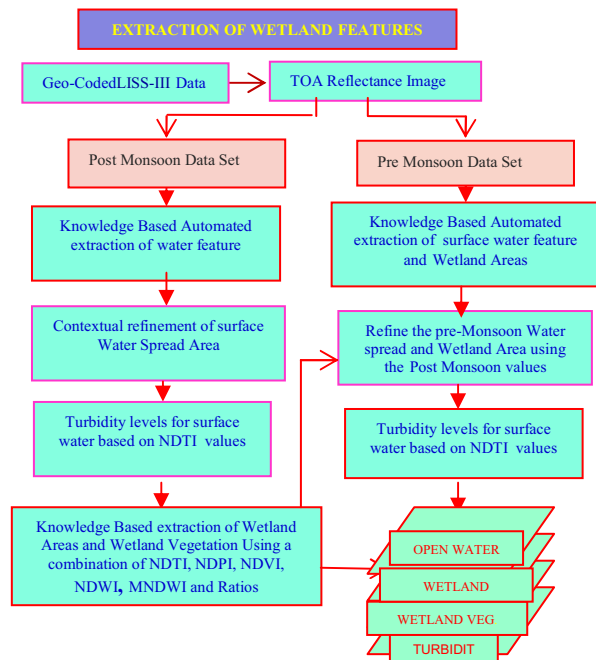 EXTRACTION OF WETLAND FEATURES
Geo-CodedLISS-III Data
TOA Reflectance Image
Post Monsoon Data Set
Pre Monsoon Data Set
Knowledge Based Automated
extraction of water feature
Knowledge Based Automated
extraction of surface water feature
and Wetland Areas
Contextual refinement of surface
Water Spread Area
Refine the pre-Monsoon Water
spread and Wetland Area using
the Post Monsoon values
Turbidity levels for surface
water based on NDTI values
Turbidity levels for surface
water based on NDTI values
Knowledge Based extraction of Wetland
Areas and Wetland Vegetation Using a
combination of NDTI, NDPI, NDVI,
NDWI, MNDWI and Ratios
OPEN WATER
WETLAND
WETLAND VEG
TURBIDIT